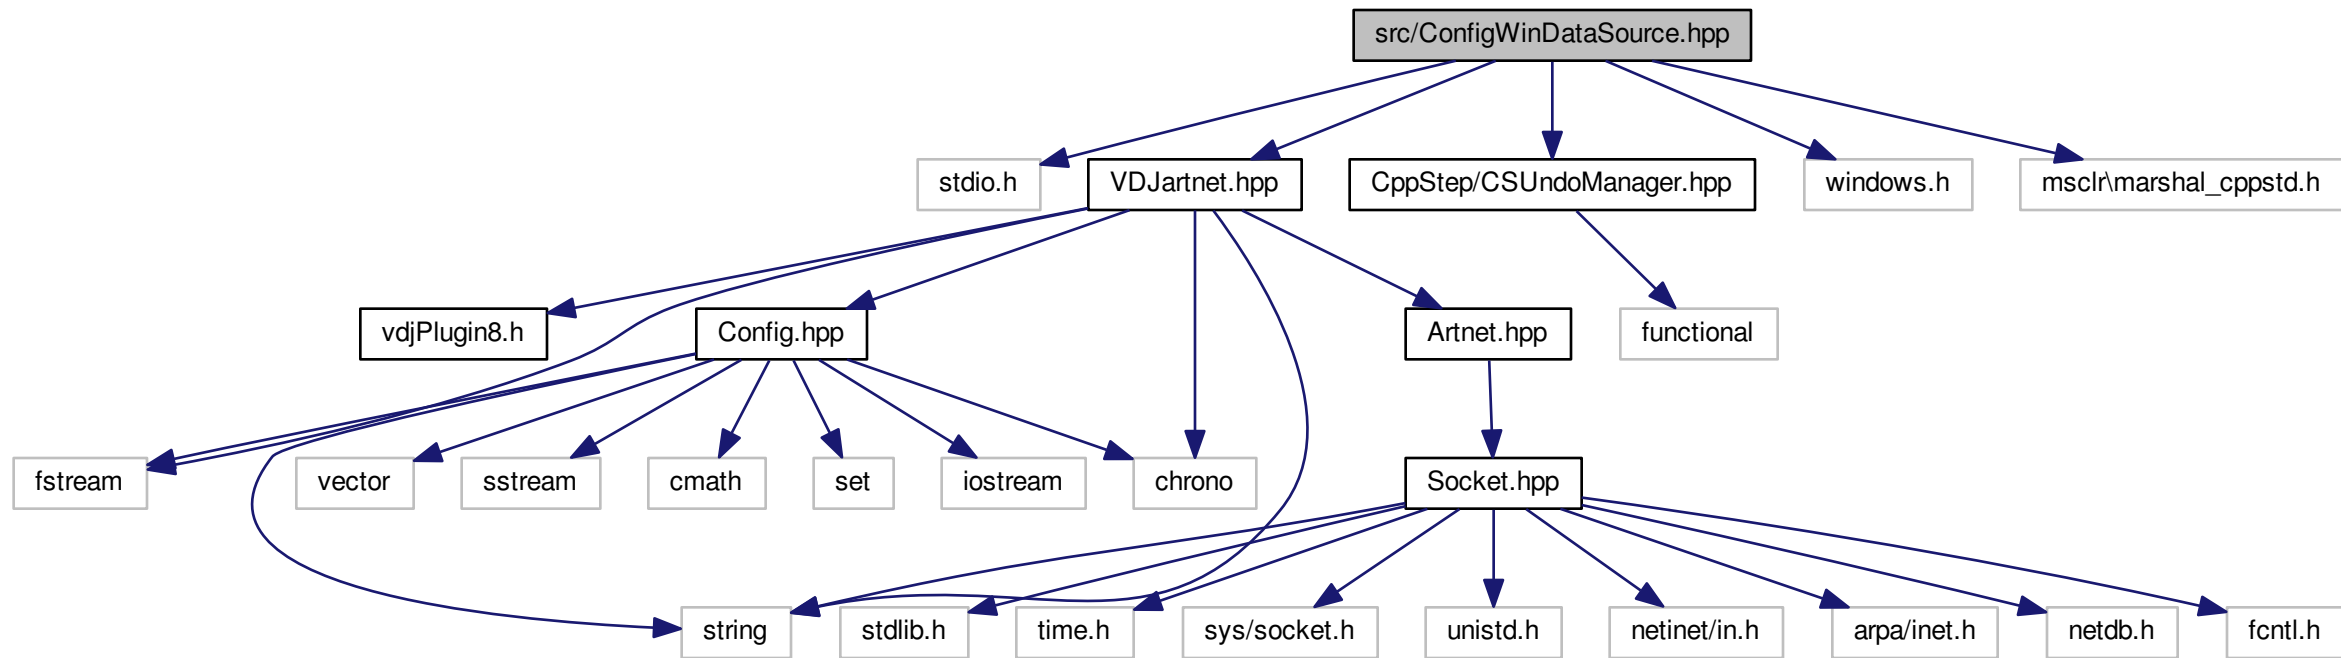 src/ConfigWinDataSource.hpp
stdio.h
VDJartnet.hpp
CppStep/CSUndoManager.hpp
windows.h
msclr\marshal_cppstd.h
vdjPlugin8.h
Config.hpp
Artnet.hpp
functional
fstream
vector
sstream
cmath
set
iostream
chrono
Socket.hpp
string
stdlib.h
time.h
sys/socket.h
unistd.h
netinet/in.h
arpa/inet.h
netdb.h
fcntl.h